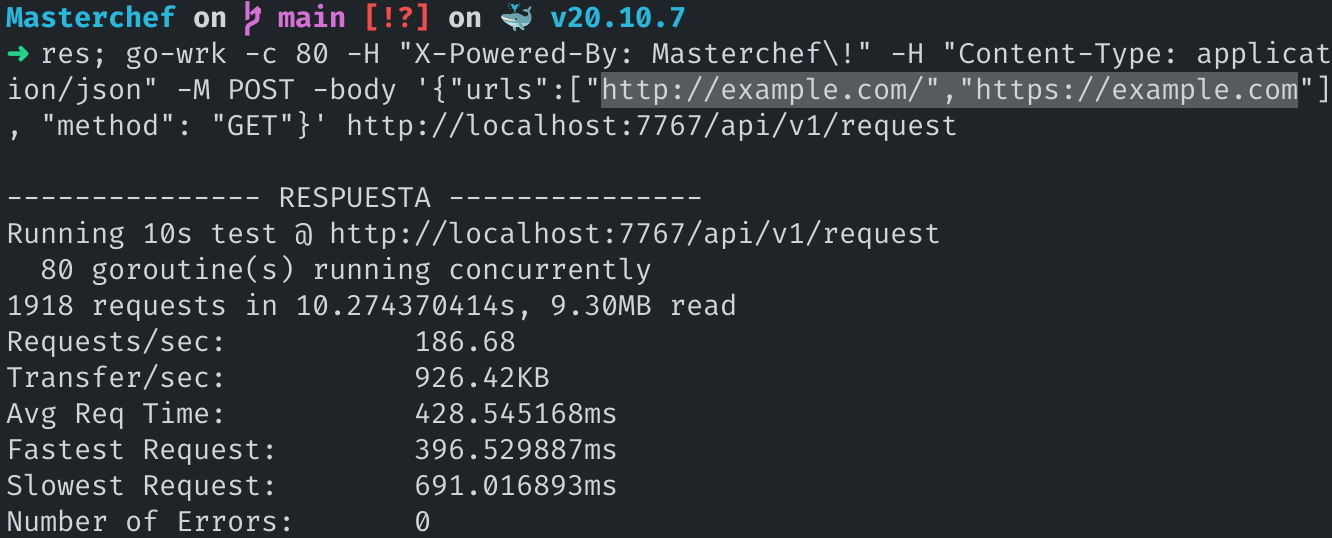 Masterchef on main [!?] on 🐳 v20.10.7
➜ res; go-wrk -c 80 -H "X-Powered-By: Masterchef\!" -H "Content-Type: applicat
ion/json" -M POST -body '{"urls":["http://example.com/","https://example.com"]
, "method": "GET"}' http://localhost:7767/api/v1/request
--------------- RESPUESTA ---------------
Running 10s test @ http://localhost:7767/api/v1/request
  80 goroutine(s) running concurrently
1918 requests in 10.274370414s, 9.30MB read
Requests/sec:           186.68
Transfer/sec:           926.42KB
Avg Req Time:           428.545168ms
Fastest Request:        396.529887ms
Slowest Request:        691.016893ms
Number of Errors:       0